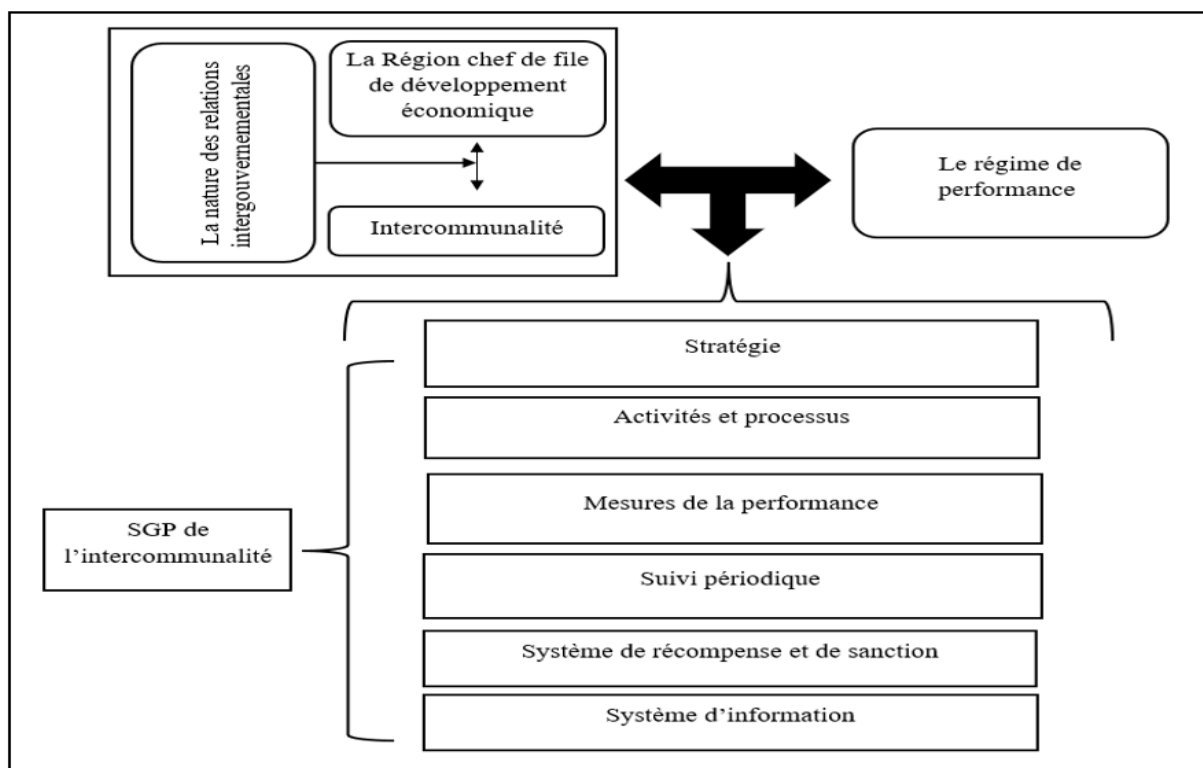 La nature des relations
intergouvernementales
La Région chef de file
de développement
économique
Intercommunalité
Le régime de
performance
Stratégie
Activités et processus
Mesures de la performance
SGP de
l’intercommunalité
Suivi périodique
Système de récompense et de sanction
Système d’information